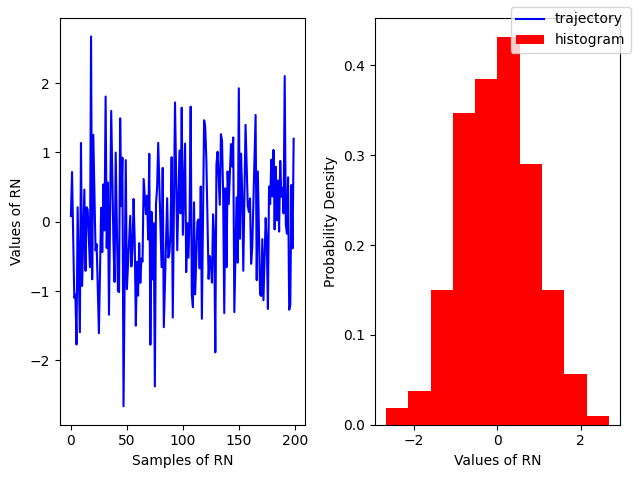 trajectory
histogram
Values of RN
2
1
0
−1
−2
0 50 100 150 200
Samples of RN
Probability Density
0.4
0.3
0.2
0.1
0.0
−2 0 2
Values of RN